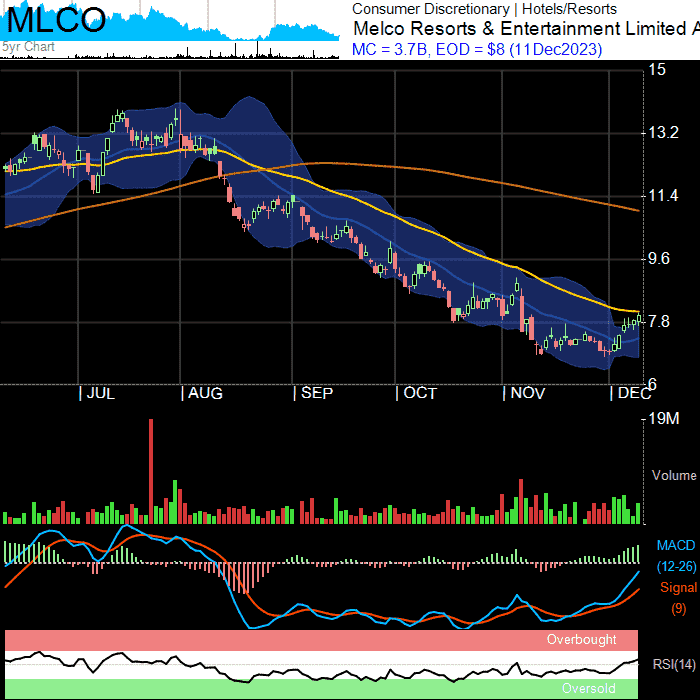 MLCO
5yr Chart
Consumer Discretionary | Hotels/Resorts
Melco Resorts & Entertainment Limited A
MC = 3.7B, EOD = $8 (11Dec2023)
15
13.2
11.4
9.6
7.8
6
JUL
AUG
SEP
OCT
NOV
DEC
19M
Volume
MACD
(12-26)
Signal
(9)
Overbought
RSI(14)
Oversold